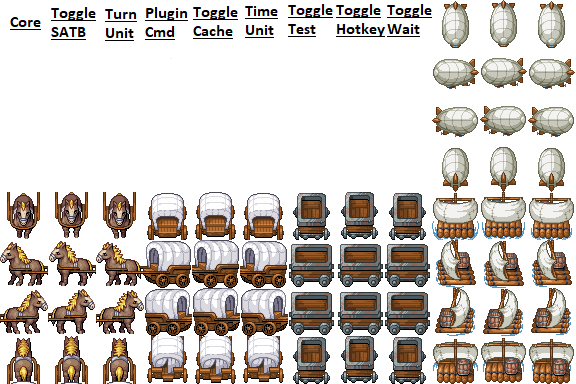 Core
Toggle
SATB
Turn
Unit
Plugin
Cmd
Toggle
Cache
Time
Unit
Toggle
Test
Toggle
Hotkey
Toggle
Wait